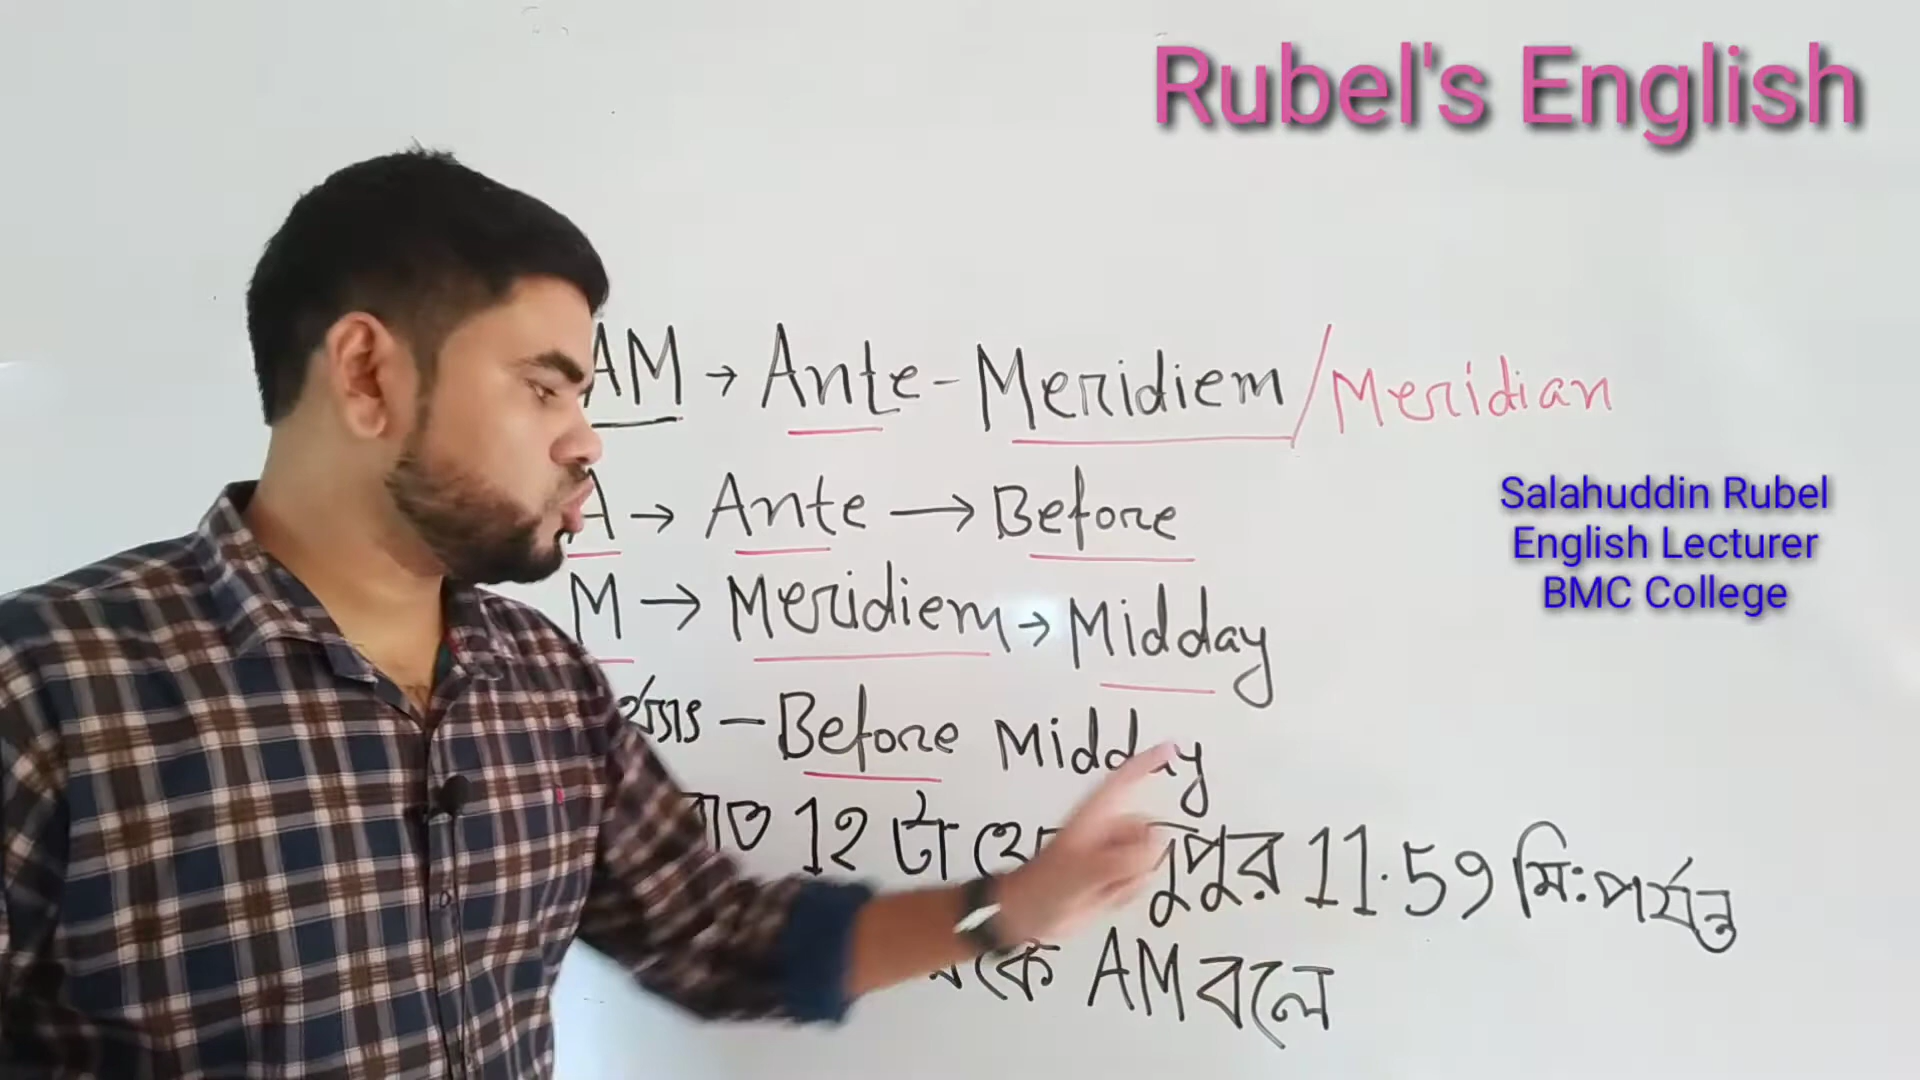 Rubel's English
AM → Ante-Meridiem/Meridian
A → Ante → Before
Salahuddin Rubel
English Lecturer
BMC College
M → Meridiem → Midday
– Before Midday
12 টা দুপুর 11.59 মি: পর্যন্ত
AM বলে